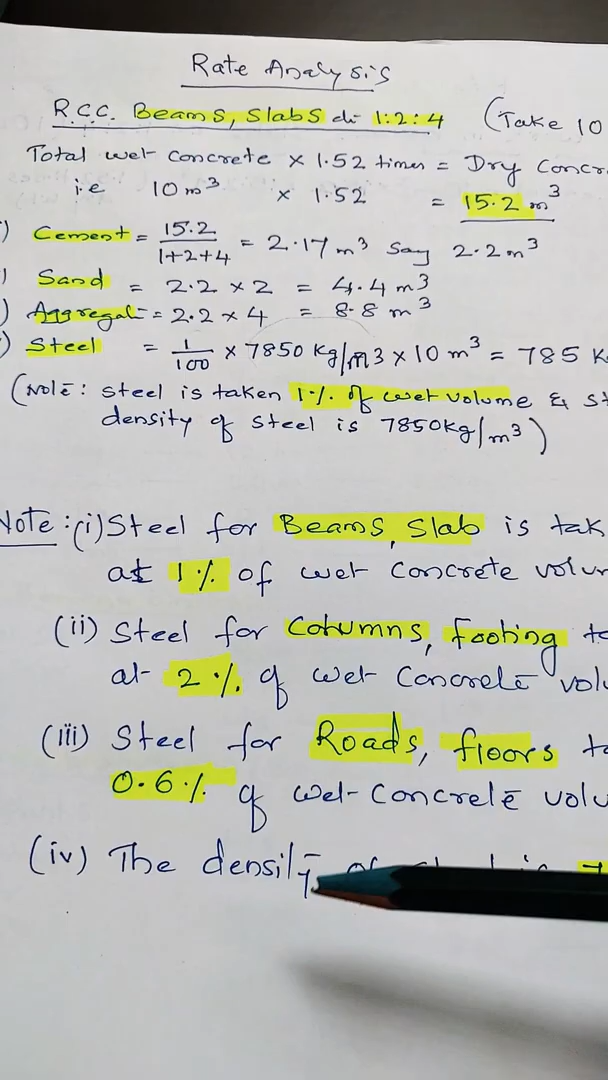 Rate Analysis
R.C.C. Beams, Slabs di 1:2:4 (Take 10
Total wet concrete × 1.52 times = Dry Concr
i.e 10 m³ × 1.52 = 15.2 m³
) Cement = 15.2 / 1+2+4 = 2.17 m³ Say 2.2 m³
) Sand = 2.2 × 2 = 4.4 m³
) Aggregate = 2.2 × 4 = 8.8 m³
) Steel = 1/100 × 7850 Kg/m3 × 10 m³ = 785 K
(Note: steel is taken 1% of wet volume & st
density of steel is 7850kg/m³)
Note: (i) Steel for Beams, Slab is tak
at 1% of wet concrete volum
(ii) Steel for Columns, footing ta
at 2% of wet Concrete volu
(iii) Steel for Roads, floors ta
0.6% of wet-Concrete volu
(iv) The density of